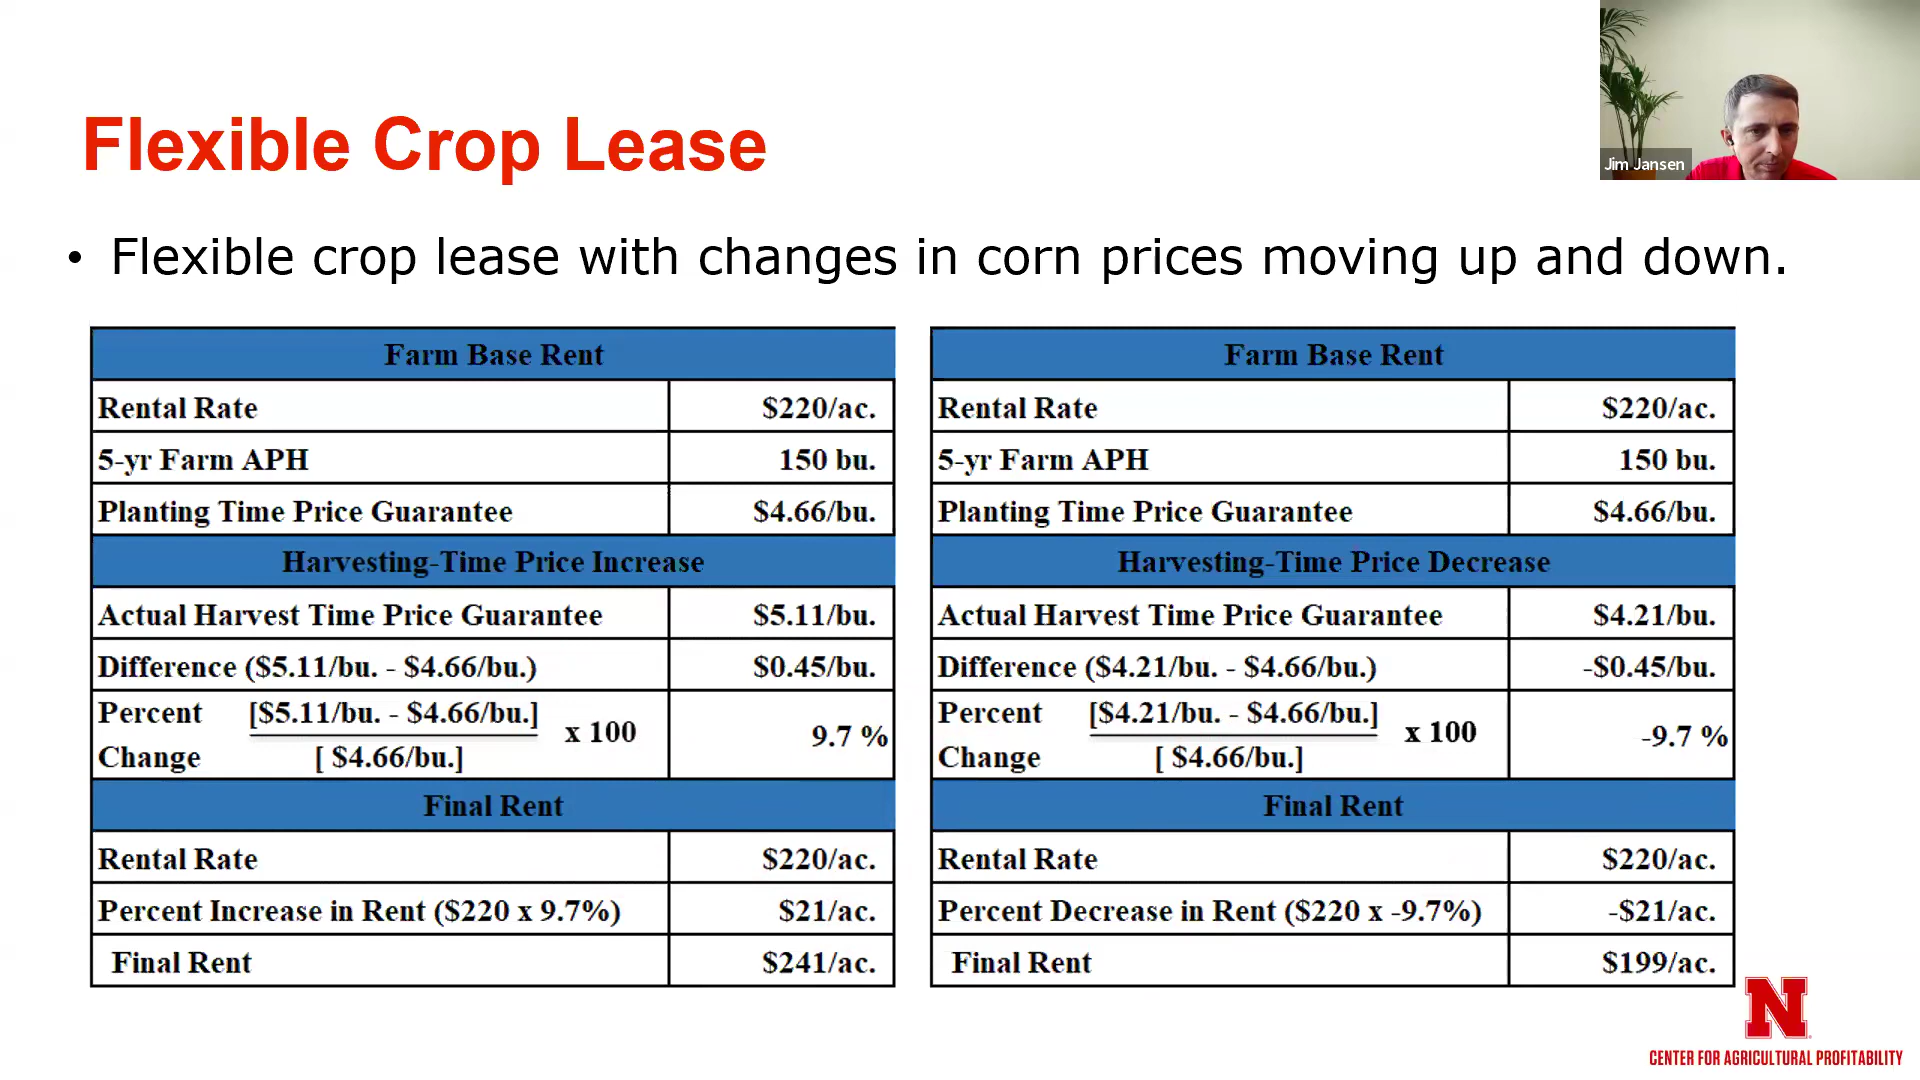 Flexible Crop Lease
Jim Jansen
• Flexible crop lease with changes in corn prices moving up and down.
Farm Base Rent
Rental Rate $220/ac.
5-yr Farm APH 150 bu.
Planting Time Price Guarantee $4.66/bu.
Harvesting-Time Price Increase
Actual Harvest Time Price Guarantee $5.11/bu.
Difference ($5.11/bu. - $4.66/bu.) $0.45/bu.
Percent Change [$5.11/bu. - $4.66/bu.]
[ $4.66/bu.] x 100 9.7 %
Final Rent
Rental Rate $220/ac.
Percent Increase in Rent ($220 x 9.7%) $21/ac.
Final Rent $241/ac.
Farm Base Rent
Rental Rate $220/ac.
5-yr Farm APH 150 bu.
Planting Time Price Guarantee $4.66/bu.
Harvesting-Time Price Decrease
Actual Harvest Time Price Guarantee $4.21/bu.
Difference ($4.21/bu. - $4.66/bu.) -$0.45/bu.
Percent Change [$4.21/bu. - $4.66/bu.]
[ $4.66/bu.] x 100 -9.7 %
Final Rent
Rental Rate $220/ac.
Percent Decrease in Rent ($220 x -9.7%) -$21/ac.
Final Rent $199/ac.
N
CENTER FOR AGRICULTURAL PROFITABILITY